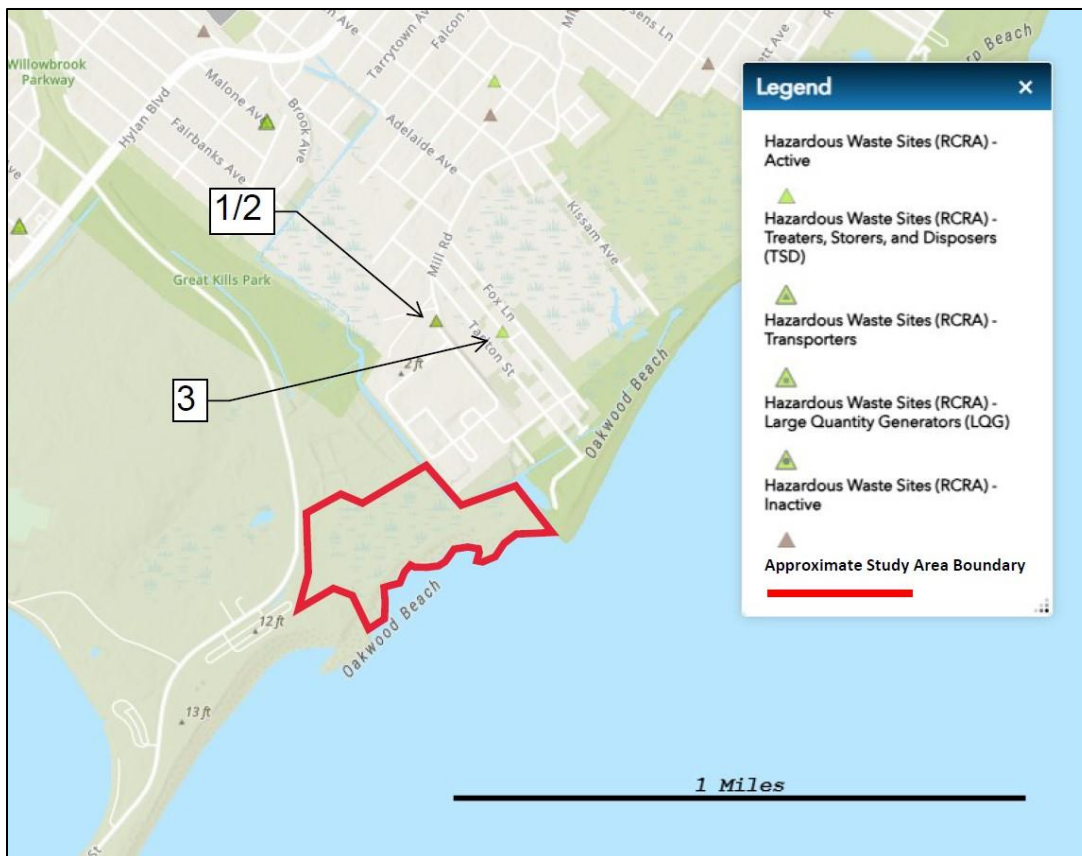 Willowbrook
Parkway
Hylan Blvd
Malone Ave
Fairbanks Ave
Brook Ave
Tarrytown Ave
Falcon
Adelaide Ave
Kissam Ave
Mill Rd
Fox Ln
Tarlton St
Great Kills Park
1/2
3
2 ft
Oakwood Beach
Oakwood Beach
12 ft
13 ft
St
1 Miles
Legend
×
Hazardous Waste Sites (RCRA) -
Active
Hazardous Waste Sites (RCRA) -
Treaters, Storers, and Disposers
(TSD)
Hazardous Waste Sites (RCRA) -
Transporters
Hazardous Waste Sites (RCRA) -
Large Quantity Generators (LQG)
Hazardous Waste Sites (RCRA) -
Inactive
Approximate Study Area Boundary